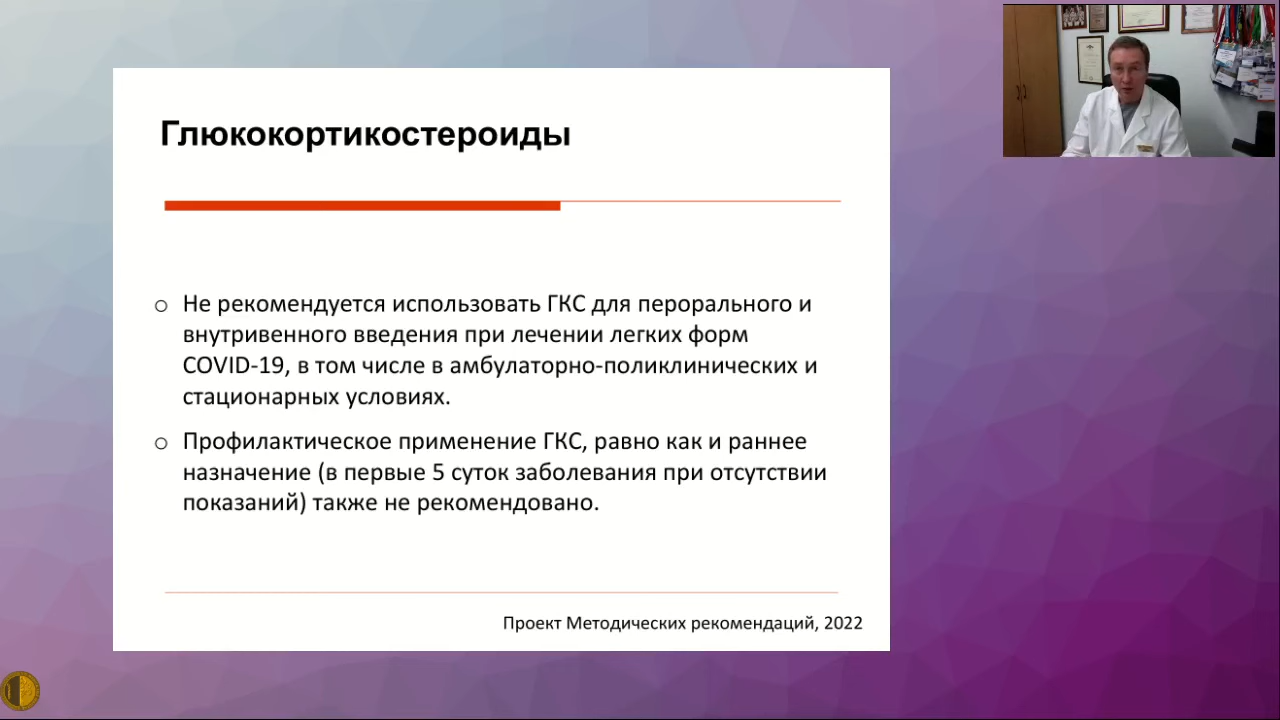 Глюкокортикостероиды
Не рекомендуется использовать ГКС для перорального и
внутривенного введения при лечении легких форм
COVID-19, в том числе в амбулаторно-поликлинических и
стационарных условиях.
Профилактическое применение ГКС, равно как и раннее
назначение (в первые 5 суток заболевания при отсутствии
показаний) также не рекомендовано.
Проект Методических рекомендаций, 2022